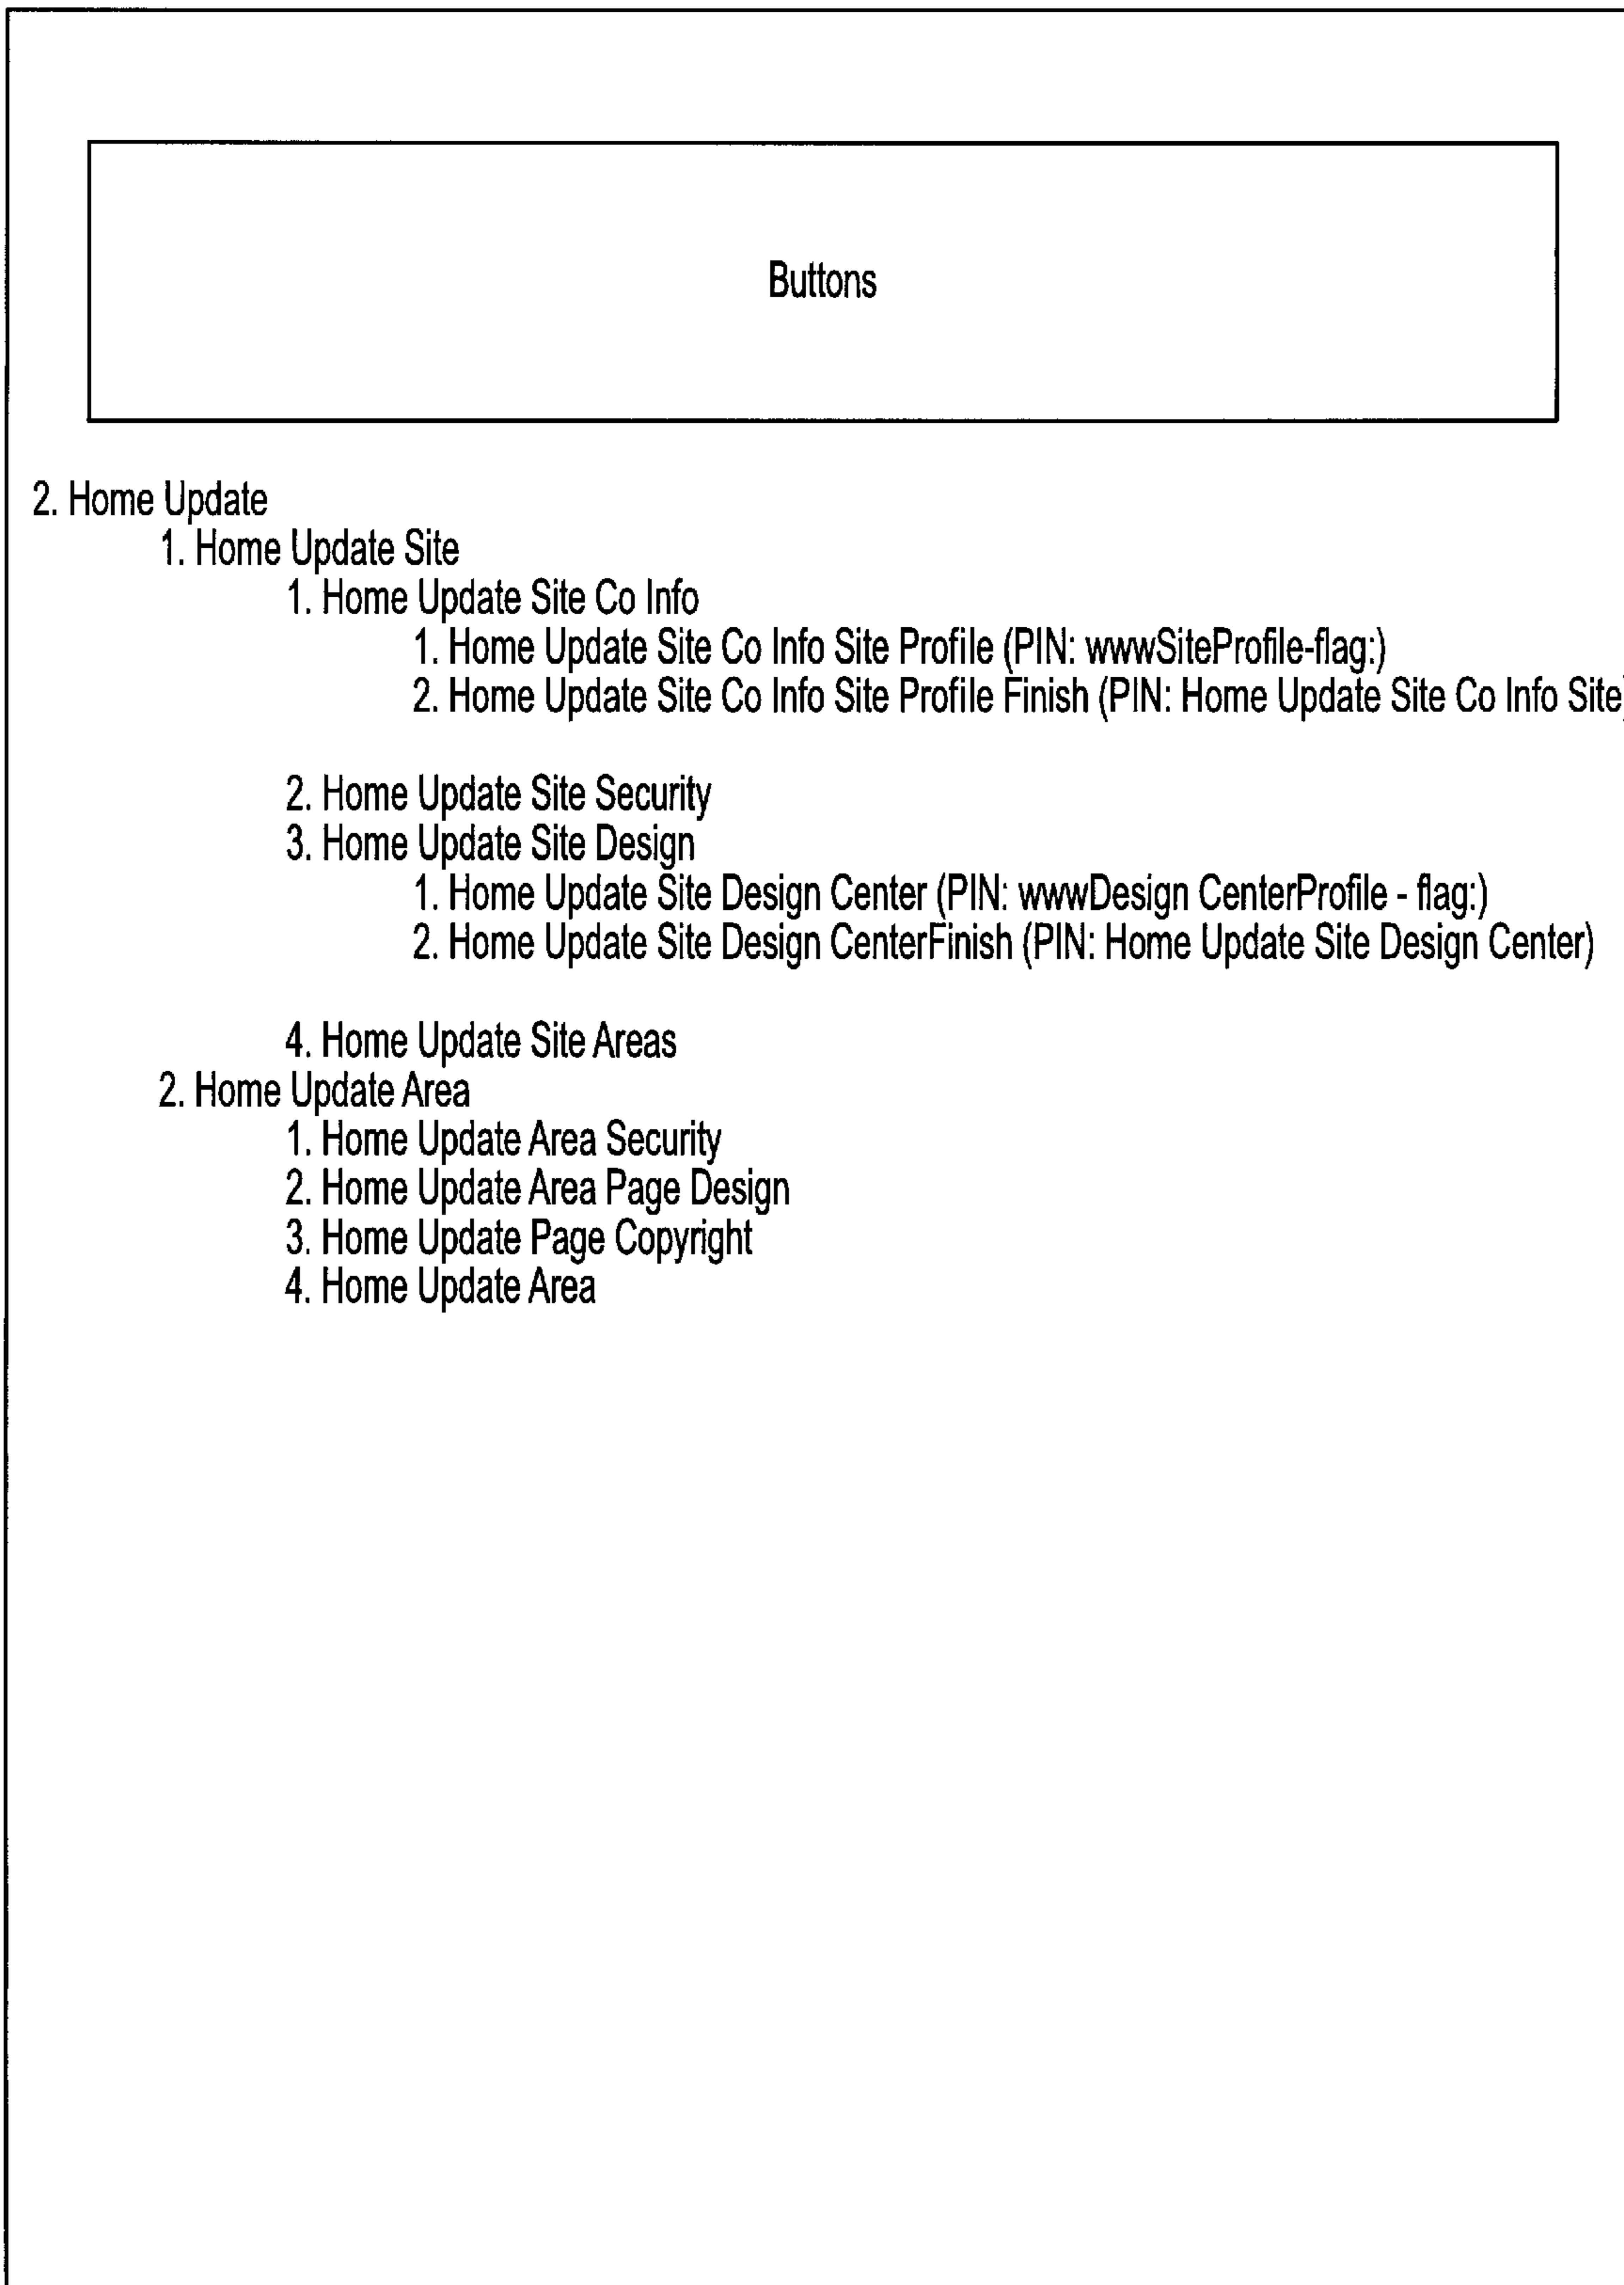 Buttons
2. Home Update
1. Home Update Site
1. Home Update Site Co Info
1. Home Update Site Co Info Site Profile (PIN: wwwSiteProfile-flag:)
2. Home Update Site Co Info Site Profile Finish (PIN: Home Update Site Co Info Site)
2. Home Update Site Security
3. Home Update Site Design
1. Home Update Site Design Center (PIN: wwwDesign CenterProfile - flag:)
2. Home Update Site Design CenterFinish (PIN: Home Update Site Design Center)
4. Home Update Site Areas
2. Home Update Area
1. Home Update Area Security
2. Home Update Area Page Design
3. Home Update Page Copyright
4. Home Update Area